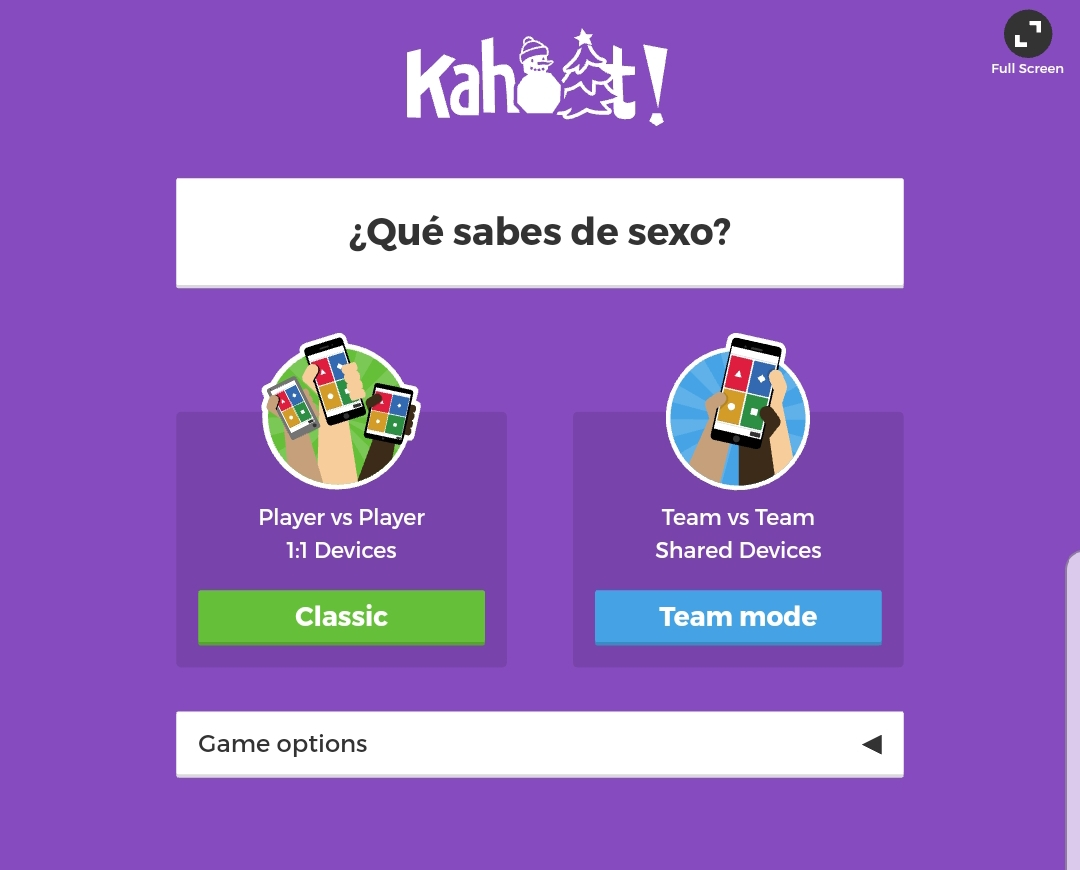 Kahoot!
Full Screen
¿Qué sabes de sexo?
Player vs Player
1:1 Devices
Classic
Team vs Team
Shared Devices
Team mode
Game options